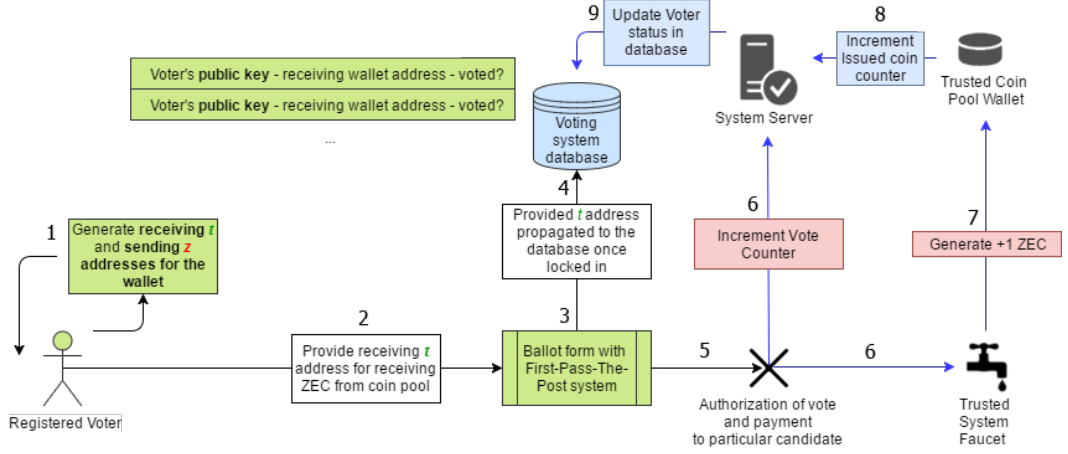 9
Update Voter
status in
database
8
Increment
Issued coin
counter
Trusted Coin
Pool Wallet
System Server
Voter's public key - receiving wallet address - voted?
Voter's public key - receiving wallet address - voted?
...
Voting
system
database
4
Provided t address
propagated to the
database once
locked in
6
Increment Vote
Counter
7
Generate +1 ZEC
1
Generate receiving t
and sending z
addresses for the
wallet
2
Provide receiving t
address for receiving
ZEC from coin pool
3
Ballot form with
First-Pass-The-
Post system
5
6
Registered Voter
Authorization of vote
and payment
to particular candidate
Trusted
System
Faucet